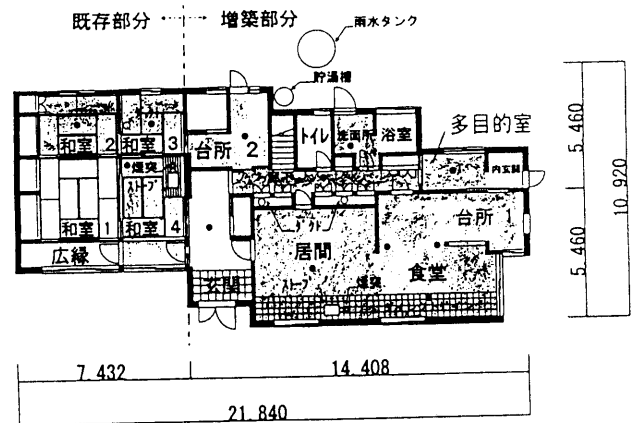 既存部分 ←・・・→ 増築部分
雨水タンク
貯湯槽
和室 2
和室 3
台所 2
トイレ
洗面所
浴室
多目的室
内玄関
煙突
ストーブ
和室 1
和室 4
台所 1
ダクト
居間
食堂
広縁
玄関
ストーブ
煙突
5.460
5.460
10.920
7.432
14.408
21.840